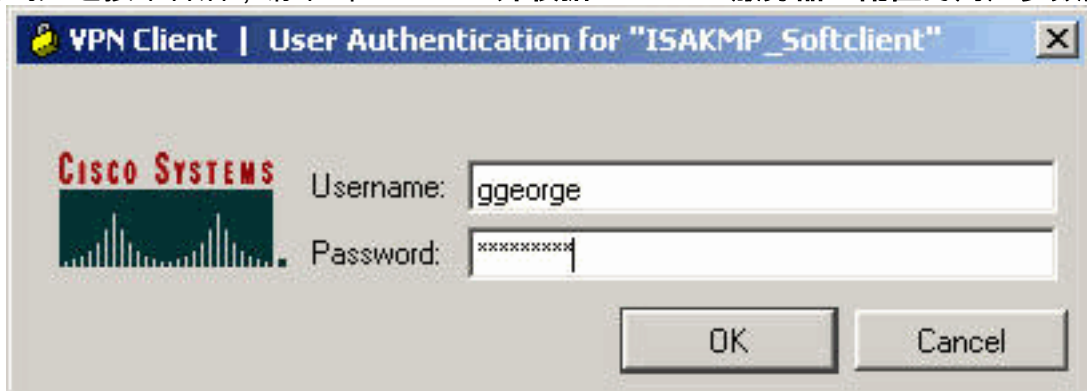 VPN Client | User Authentication for "ISAKMP_Softclient"
CISCO SYSTEMS
Username: ggeorge
Password: *********
OK Cancel